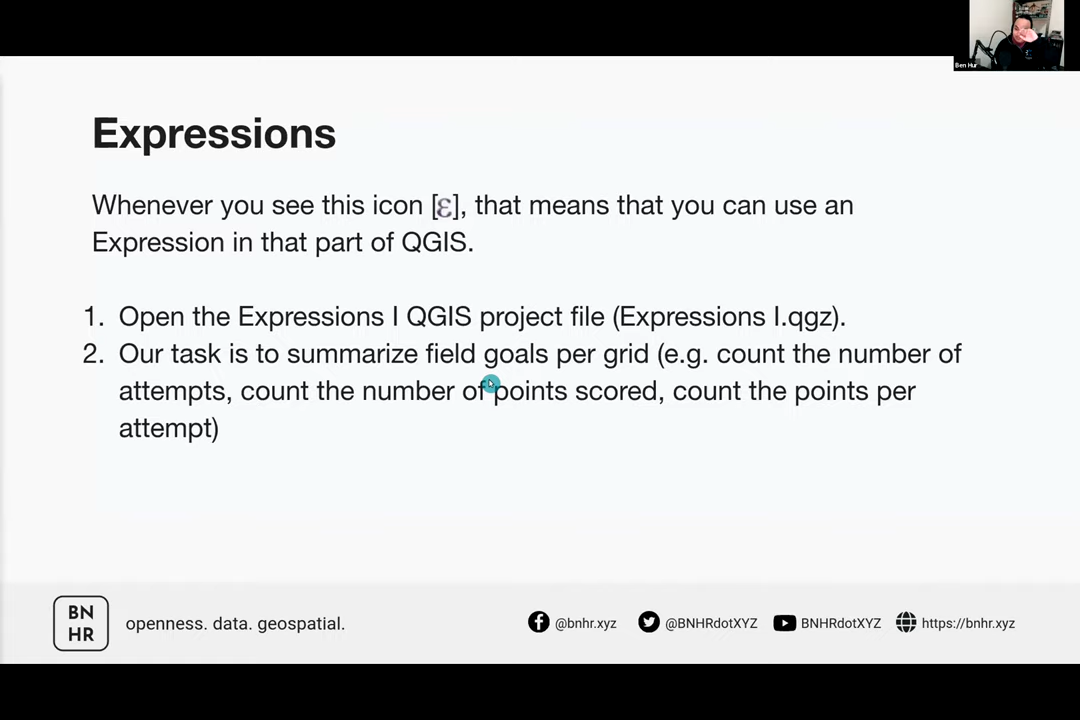 Ben Hur
Expressions
Whenever you see this icon [ε], that means that you can use an
Expression in that part of QGIS.
1. Open the Expressions I QGIS project file (Expressions I.qgz).
2. Our task is to summarize field goals per grid (e.g. count the number of
attempts, count the number of points scored, count the points per
attempt)
BN
HR
openness. data. geospatial.
@bnhr.xyz
@BNHRdotXYZ
BNHRdotXYZ
https://bnhr.xyz